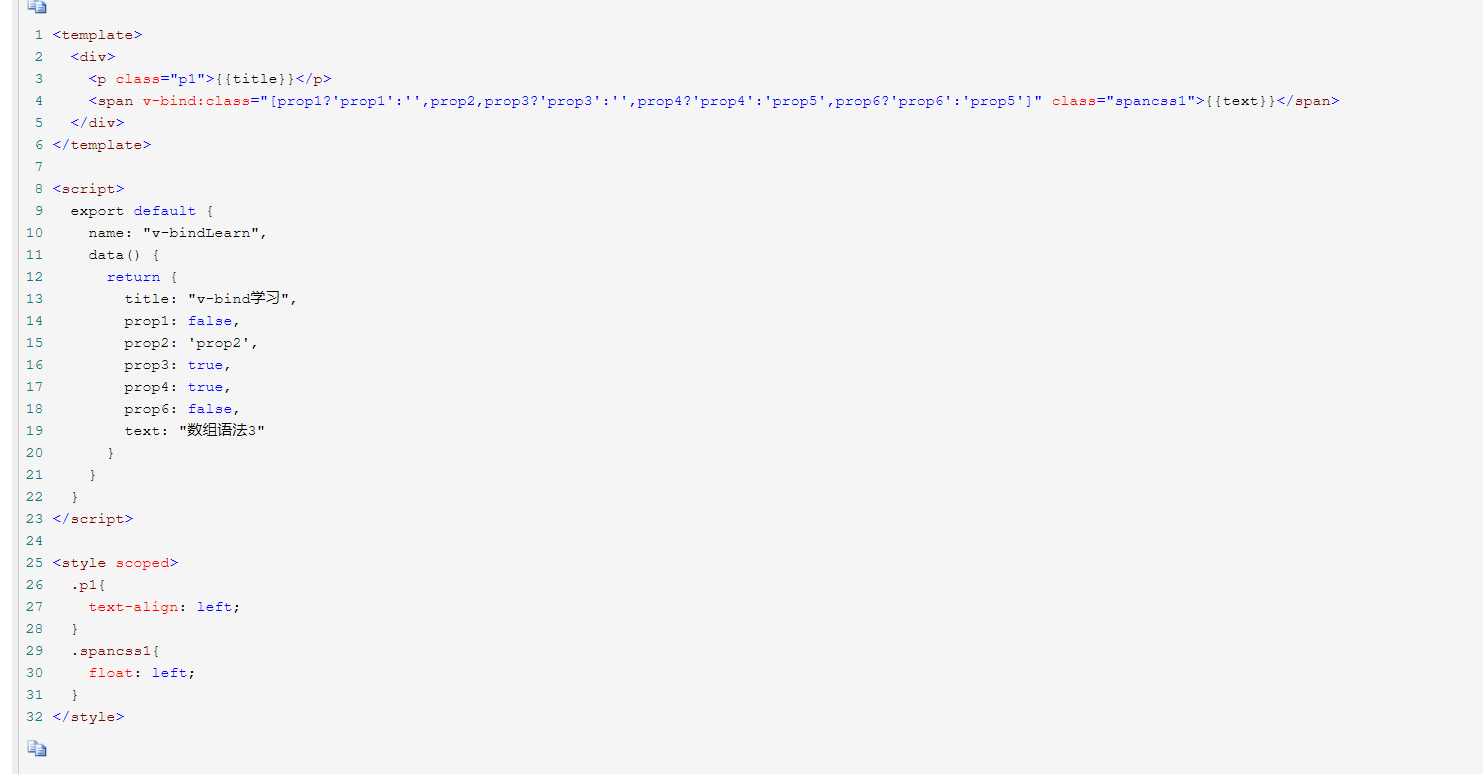 1 <template>
2   <div>
3     <p class="p1">{{title}}</p>
4     <span v-bind:class="[prop1?'prop1':'',prop2,prop3?'prop3':'',prop4?'prop4':'prop5',prop6?'prop6':'prop5']" class="spancss1">{{text}}</span>
5   </div>
6 </template>
7
8 <script>
9   export default {
10     name: "v-bindLearn",
11     data() {
12       return {
13         title: "v-bind学习",
14         prop1: false,
15         prop2: 'prop2',
16         prop3: true,
17         prop4: true,
18         prop6: false,
19         text: "数组语法3"
20       }
21     }
22   }
23 </script>
24
25 <style scoped>
26   .p1{
27     text-align: left;
28   }
29   .spancss1{
30     float: left;
31   }
32 </style>